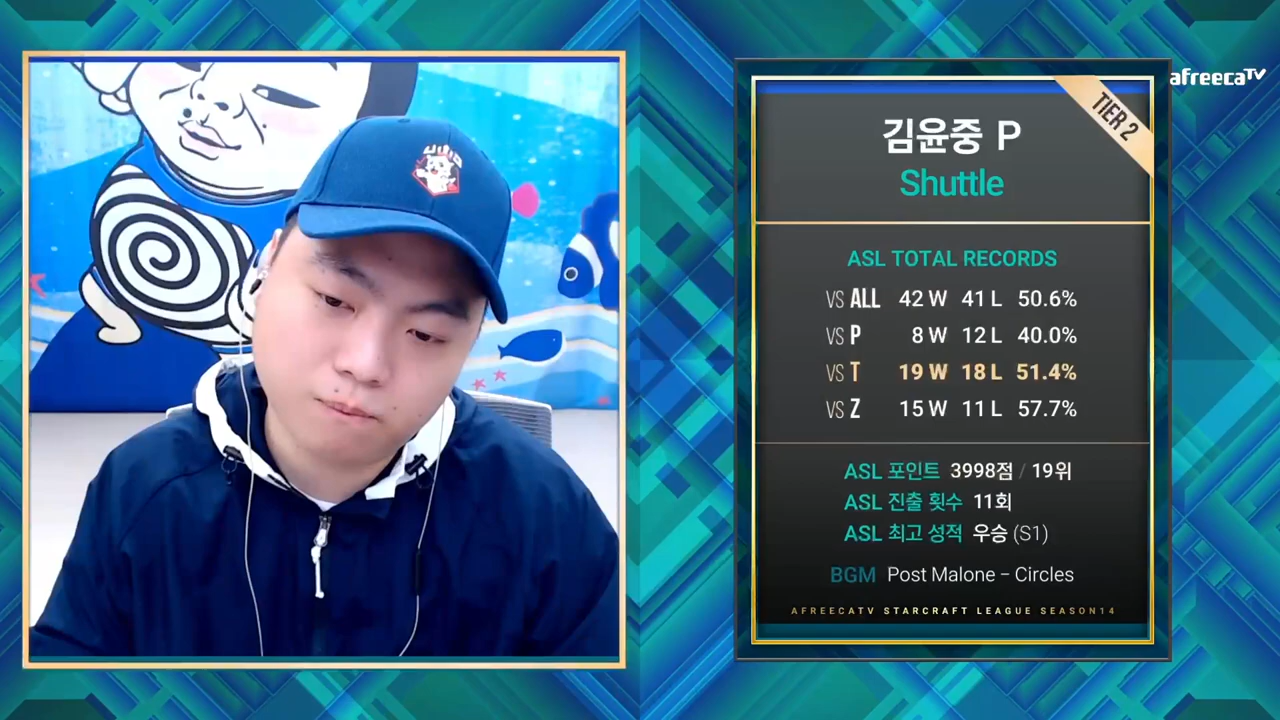 afreecaTV
TIER 2
김윤중 P
Shuttle
ASL TOTAL RECORDS
VS ALL 42 W 41 L 50.6%
VS P 8 W 12 L 40.0%
VS T 19 W 18 L 51.4%
VS Z 15 W 11 L 57.7%
ASL 포인트 3998점 / 19위
ASL 진출 횟수 11회
ASL 최고 성적 우승 (S1)
BGM Post Malone - Circles
AFREECATV STARCRAFT LEAGUE SEASON14